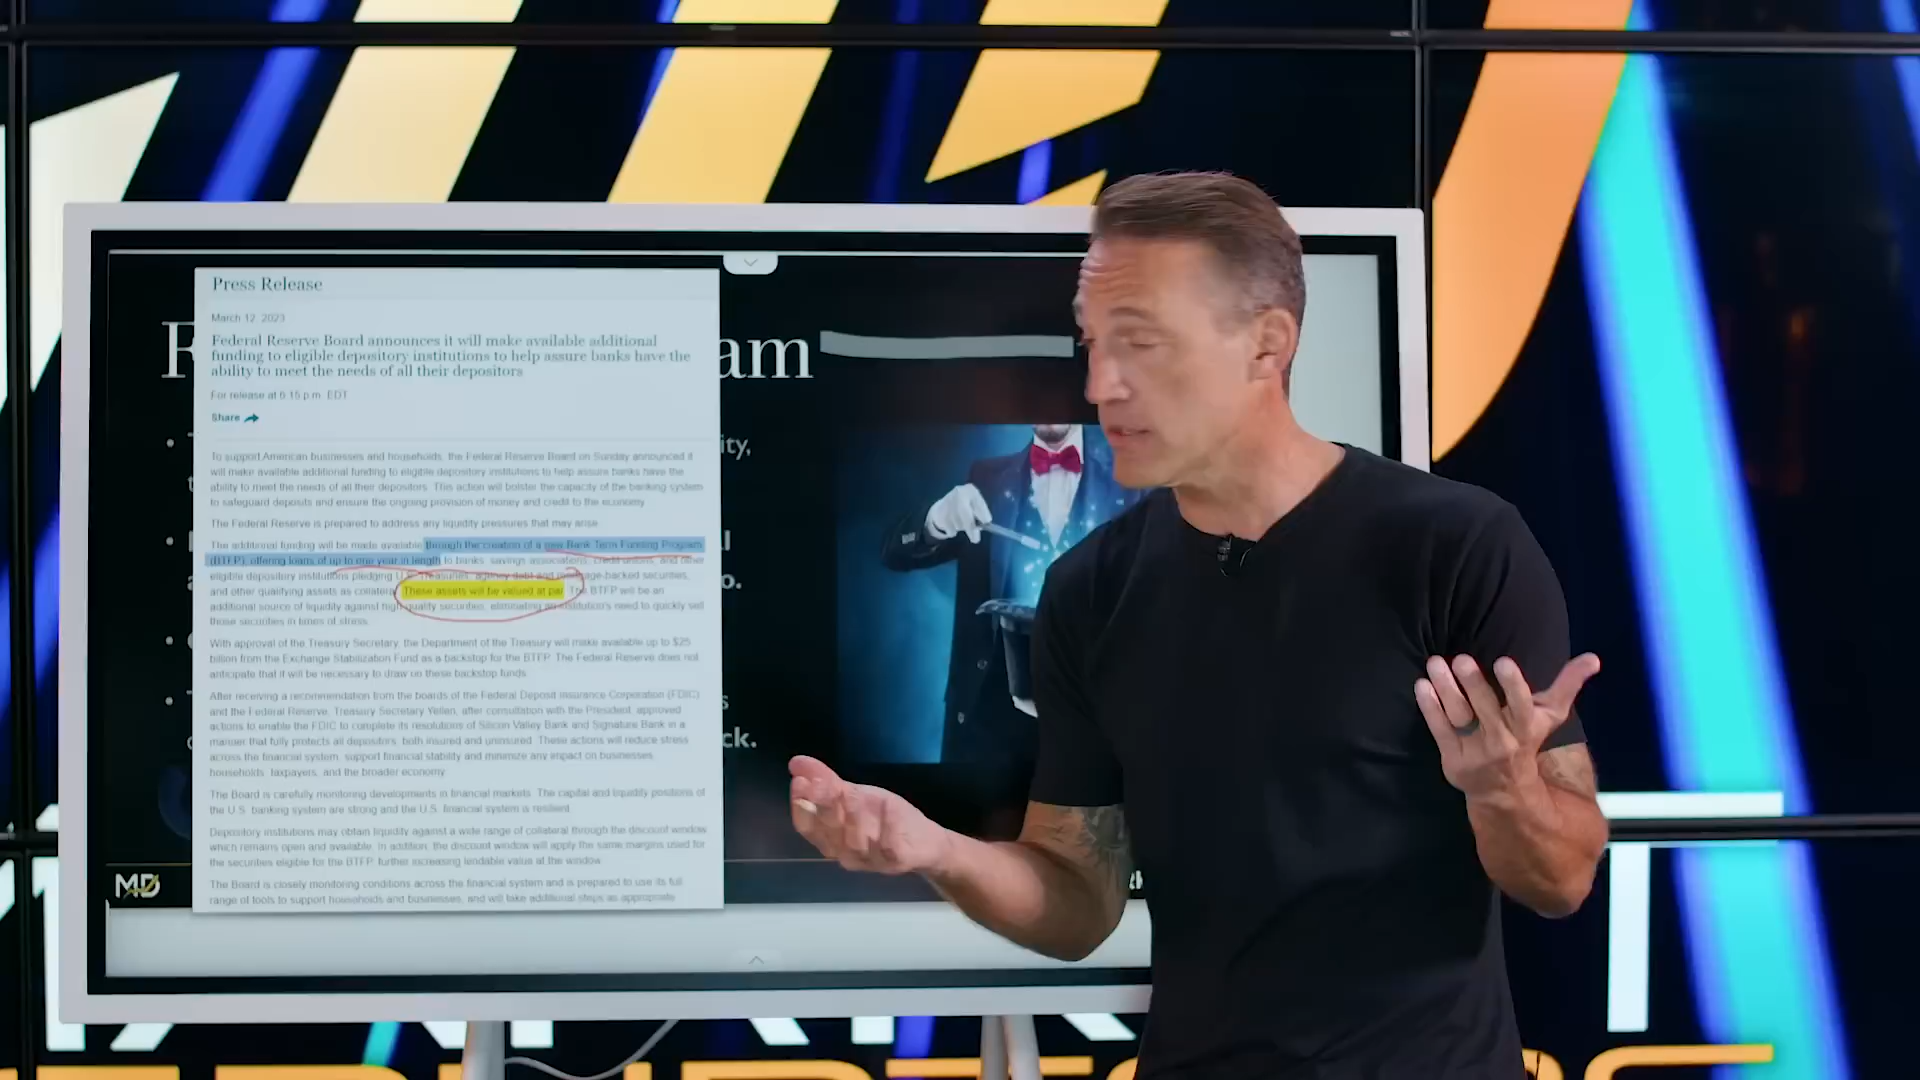 Press Release
March 12, 2023
Federal Reserve Board announces it will make available additional
funding to eligible depository institutions to help assure banks have the
ability to meet the needs of all their depositors
For release at 6:15 p.m. EDT
Share
To support American businesses and households, the Federal Reserve Board on Sunday announced it
will make available additional funding to eligible depository institutions to help assure banks have the
ability to meet the needs of all their depositors. This action will bolster the capacity of the banking system
to safeguard deposits and ensure the ongoing provision of money and credit to the economy.
The Federal Reserve is prepared to address any liquidity pressures that may arise.
The additional funding will be made available through the creation of a new Bank Term Funding Program
(BTFP), offering loans of up to one year in length to banks, savings associations, credit unions, and other
eligible depository institutions pledging U.S. Treasuries, agency debt and mortgage-backed securities,
and other qualifying assets as collateral. These assets will be valued at par. The BTFP will be an
additional source of liquidity against high-quality securities, eliminating an institution's need to quickly sell
those securities in times of stress.
With approval of the Treasury Secretary, the Department of the Treasury will make available up to $25
billion from the Exchange Stabilization Fund as a backstop for the BTFP. The Federal Reserve does not
anticipate that it will be necessary to draw on these backstop funds.
After receiving a recommendation from the boards of the Federal Deposit Insurance Corporation (FDIC)
and the Federal Reserve, Treasury Secretary Yellen, after consultation with the President, approved
actions to enable the FDIC to complete its resolutions of Silicon Valley Bank and Signature Bank in a
manner that fully protects all depositors, both insured and uninsured. These actions will reduce stress
across the financial system, support financial stability and minimize any impact on businesses,
households, taxpayers, and the broader economy.
The Board is carefully monitoring developments in financial markets. The capital and liquidity positions of
the U.S. banking system are strong and the U.S. financial system is resilient.
Depository institutions may obtain liquidity against a wide range of collateral through the discount window,
which remains open and available. In addition, the discount window will apply the same margins used for
the securities eligible for the BTFP, further increasing lendable value at the window.
The Board is closely monitoring conditions across the financial system and is prepared to use its full
range of tools to support households and businesses, and will take additional steps as appropriate.
am
ity,
o.
ck.
MD